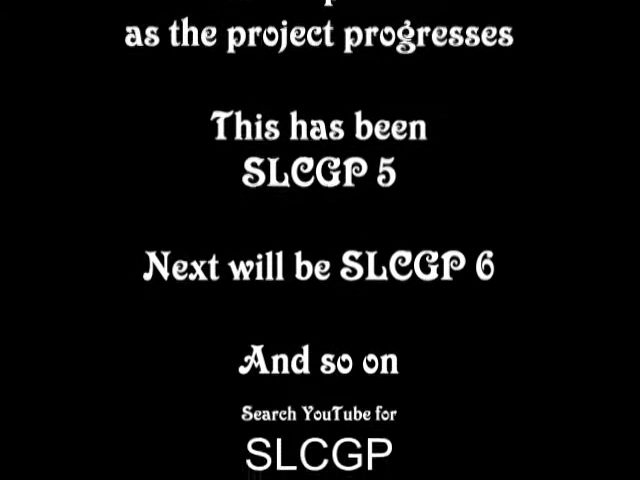 as the project progresses
This has been
SLCGP 5
Next will be SLCGP 6
And so on
Search YouTube for
SLCGP